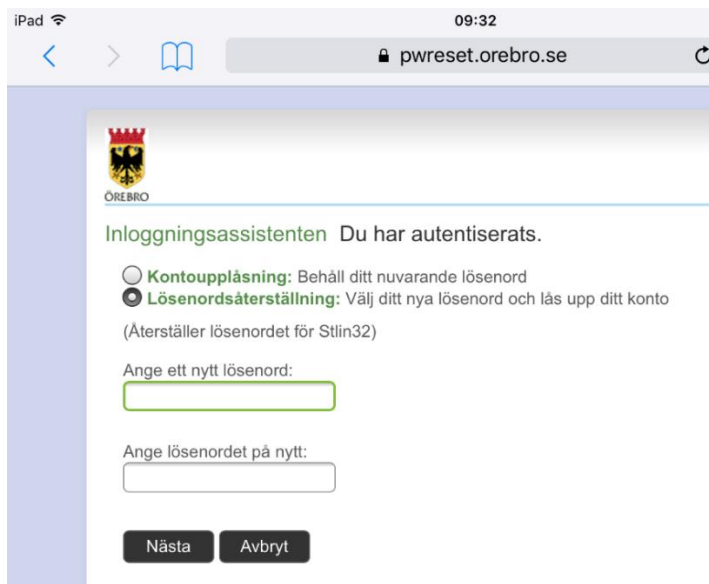 iPad 09:32
pwreset.orebro.se
ÖREBRO
Inloggningsassistenten Du har autentiserats.
Kontoupplåsning: Behåll ditt nuvarande lösenord
Lösenordsåterställning: Välj ditt nya lösenord och lås upp ditt konto
(Återställer lösenordet för Stlin32)
Ange ett nytt lösenord:
Ange lösenordet på nytt:
Nästa Avbryt